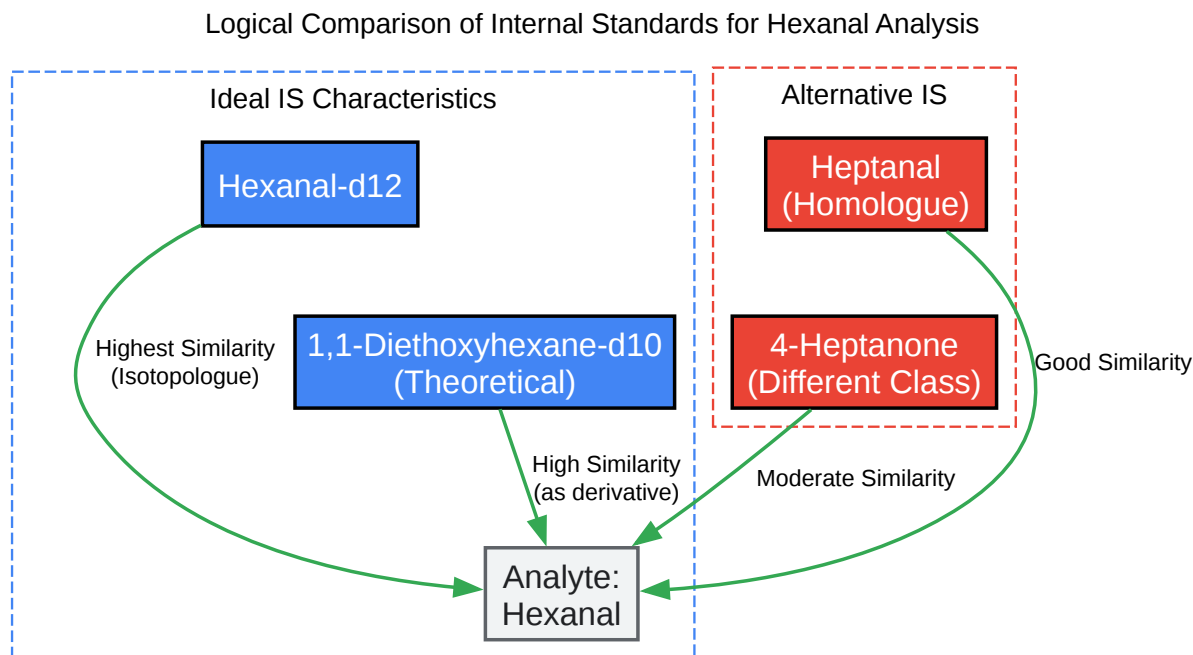 Logical Comparison of Internal Standards for Hexanal Analysis
Ideal IS Characteristics
Alternative IS
Hexanal-d12
Heptanal
(Homologue)
1,1-Diethoxyhexane-d10
(Theoretical)
4-Heptanone
(Different Class)
Highest Similarity
(Isotopologue)
Good Similarity
High Similarity
(as derivative)
Moderate Similarity
Analyte:
Hexanal